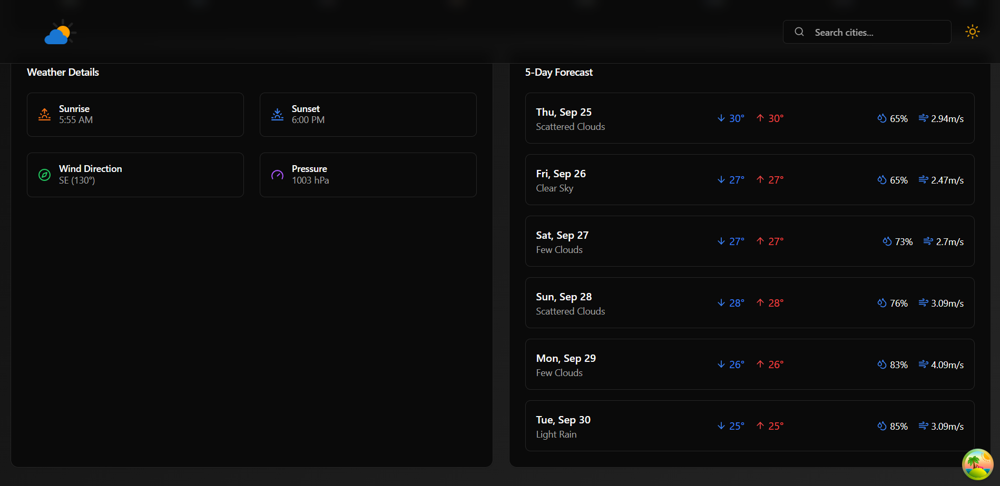 Search cities...
Weather Details
Sunrise
5:55 AM
Sunset
6:00 PM
Wind Direction
SE (130°)
Pressure
1003 hPa
5-Day Forecast
Thu, Sep 25
Scattered Clouds
30° 30° 65% 2.94m/s
Fri, Sep 26
Clear Sky
27° 27° 65% 2.47m/s
Sat, Sep 27
Few Clouds
27° 27° 73% 2.7m/s
Sun, Sep 28
Scattered Clouds
28° 28° 76% 3.09m/s
Mon, Sep 29
Few Clouds
26° 26° 83% 4.09m/s
Tue, Sep 30
Light Rain
25° 25° 85% 3.09m/s